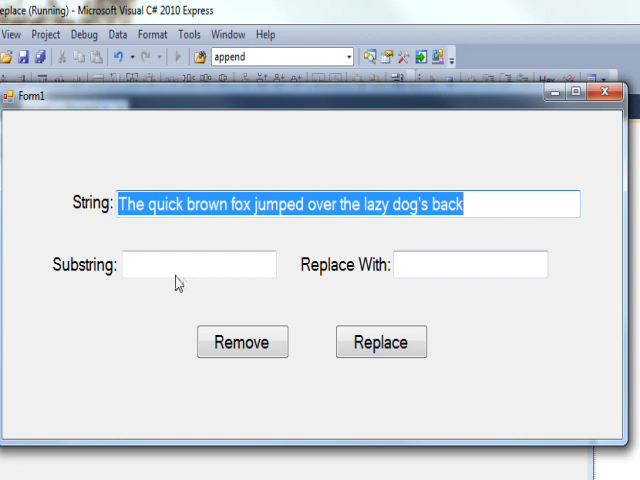 eplace (Running) - Microsoft Visual C# 2010 Express
View Project Debug Data Format Tools Window Help
append
Form1
String: The quick brown fox jumped over the lazy dog's back
Substring: Replace With:
Remove Replace